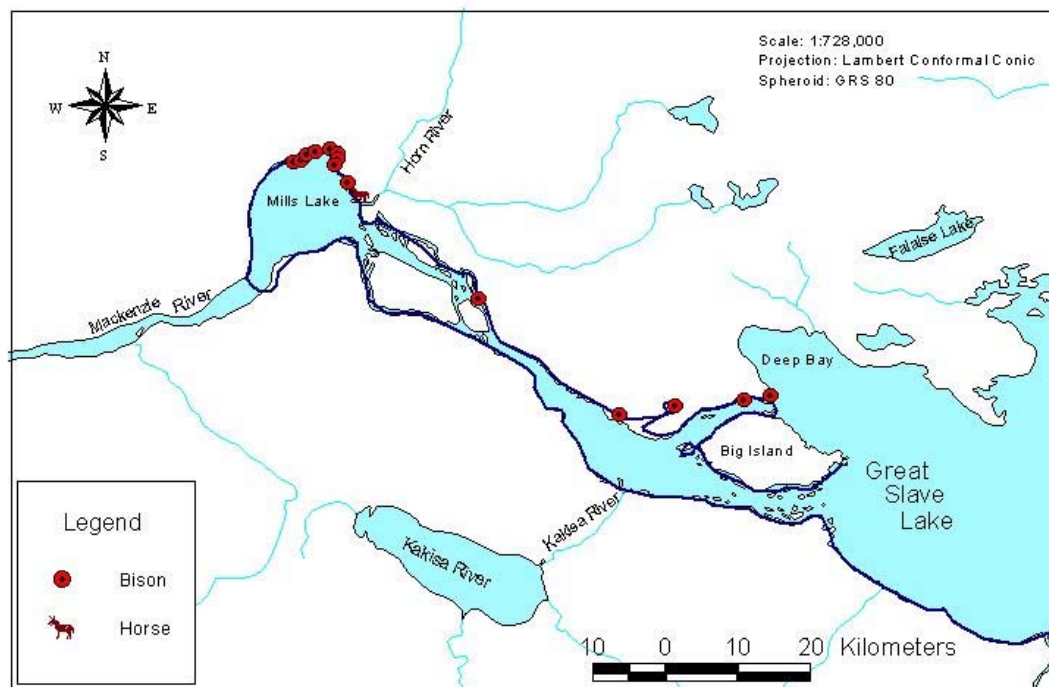 Scale: 1:728,000
Projection: Lambert Conformal Conic
Spheroid: GRS 80
N
W E
S
Horn River
Mills Lake
Falalse Lake
Mackenzie River
Deep Bay
Big Island
Great
Slave
Lake
Kakisa River
Kakisa River
Legend
Bison
Horse
10 0 10 20 Kilometers